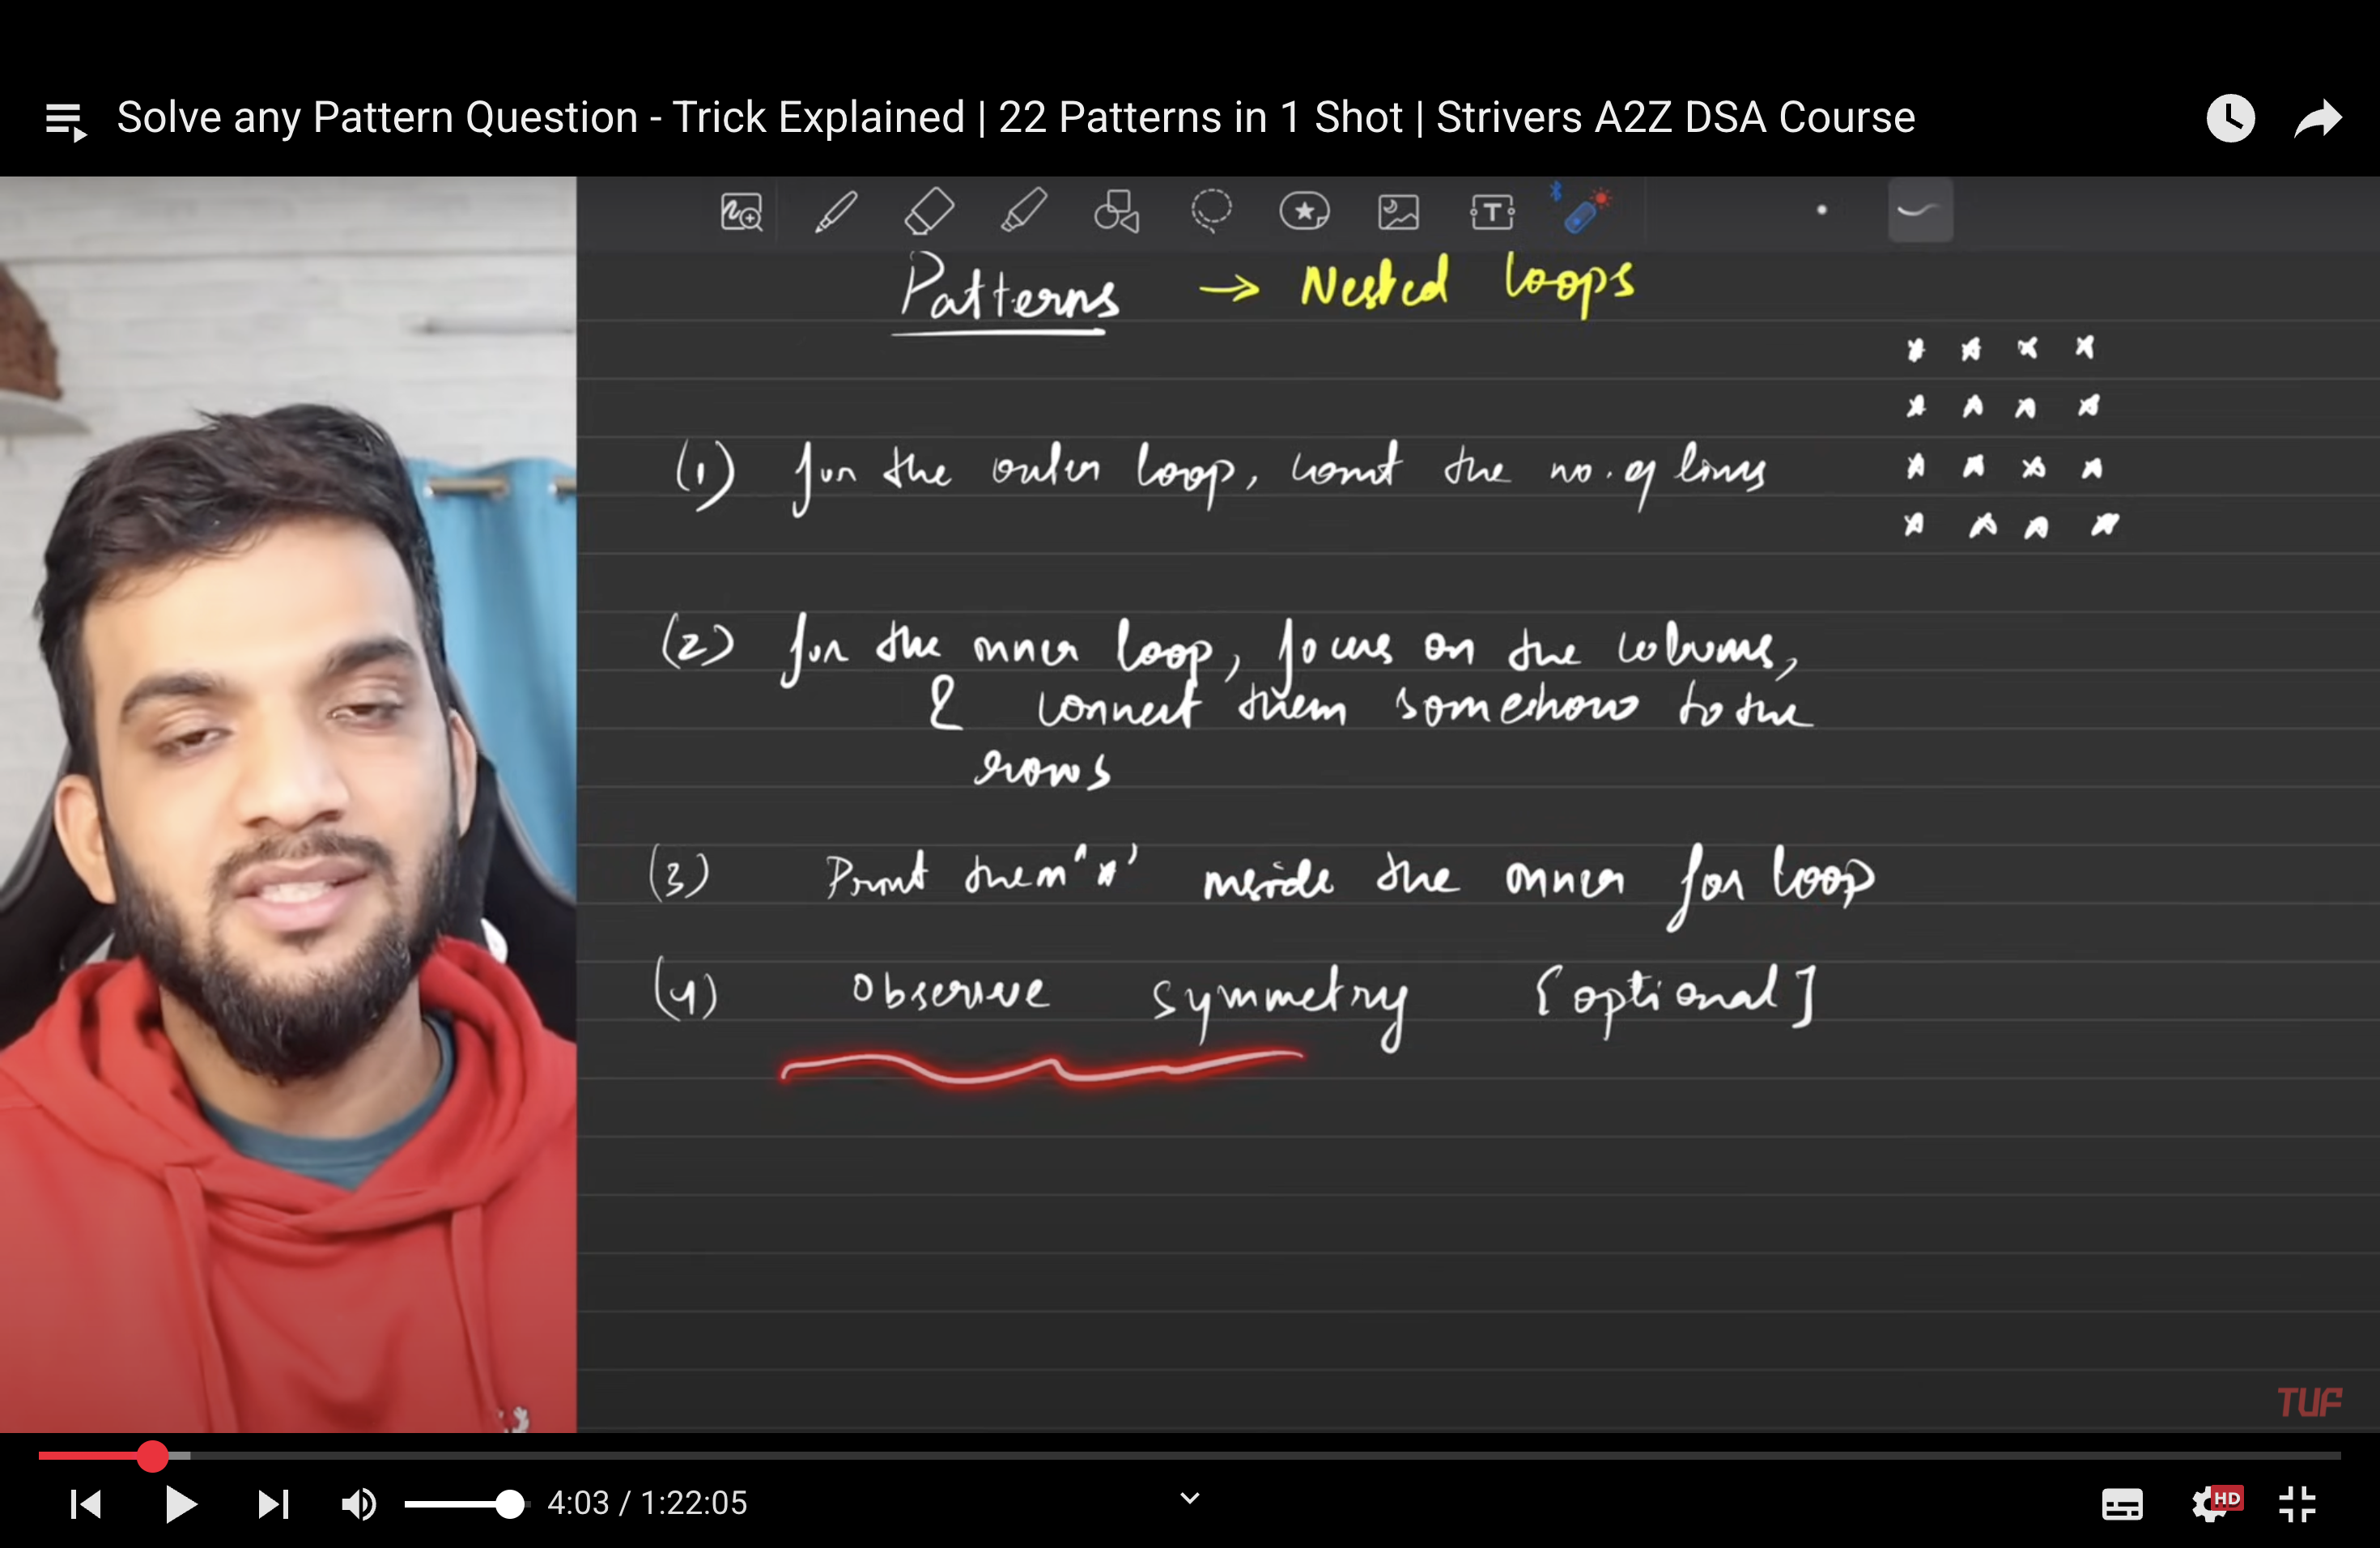 Solve any Pattern Question - Trick Explained | 22 Patterns in 1 Shot | Strivers A2Z DSA Course
Patterns → Nested loops
* * * *
* * * *
(1) for the outer loop, count the no. of lines
* * * *
* * * *
(2) for the inner loop, focus on the columns,
& connect them somehow to the
rows
(3) Print them '*' inside the inner for loop
(4) Observe symmetry [optional]
TUF
4:03 / 1:22:05
HD